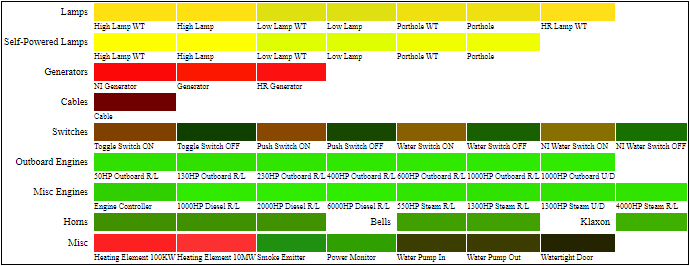 Lamps
High Lamp WT High Lamp Low Lamp WT Low Lamp Porthole WT Porthole HR Lamp WT
Self-Powered Lamps
High Lamp WT High Lamp Low Lamp WT Low Lamp Porthole WT Porthole
Generators
NI Generator Generator HR Generator
Cables
Cable
Switches
Toggle Switch ON Toggle Switch OFF Push Switch ON Push Switch OFF Water Switch ON Water Switch OFF NI Water Switch ON NI Water Switch OFF
Outboard Engines
50HP Outboard R/L 130HP Outboard R/L 230HP Outboard R/L 400HP Outboard R/L 600HP Outboard R/L 1000HP Outboard R/L 1000HP Outboard U/D
Misc Engines
Engine Controller 1000HP Diesel R/L 2000HP Diesel R/L 6000HP Diesel R/L 550HP Steam R/L 1300HP Steam R/L 1300HP Steam U/D 4000HP Steam R/L
Horns Bells Klaxon
Misc
Heating Element 100KW Heating Element 10MW Smoke Emitter Power Monitor Water Pump In Water Pump Out Watertight Door